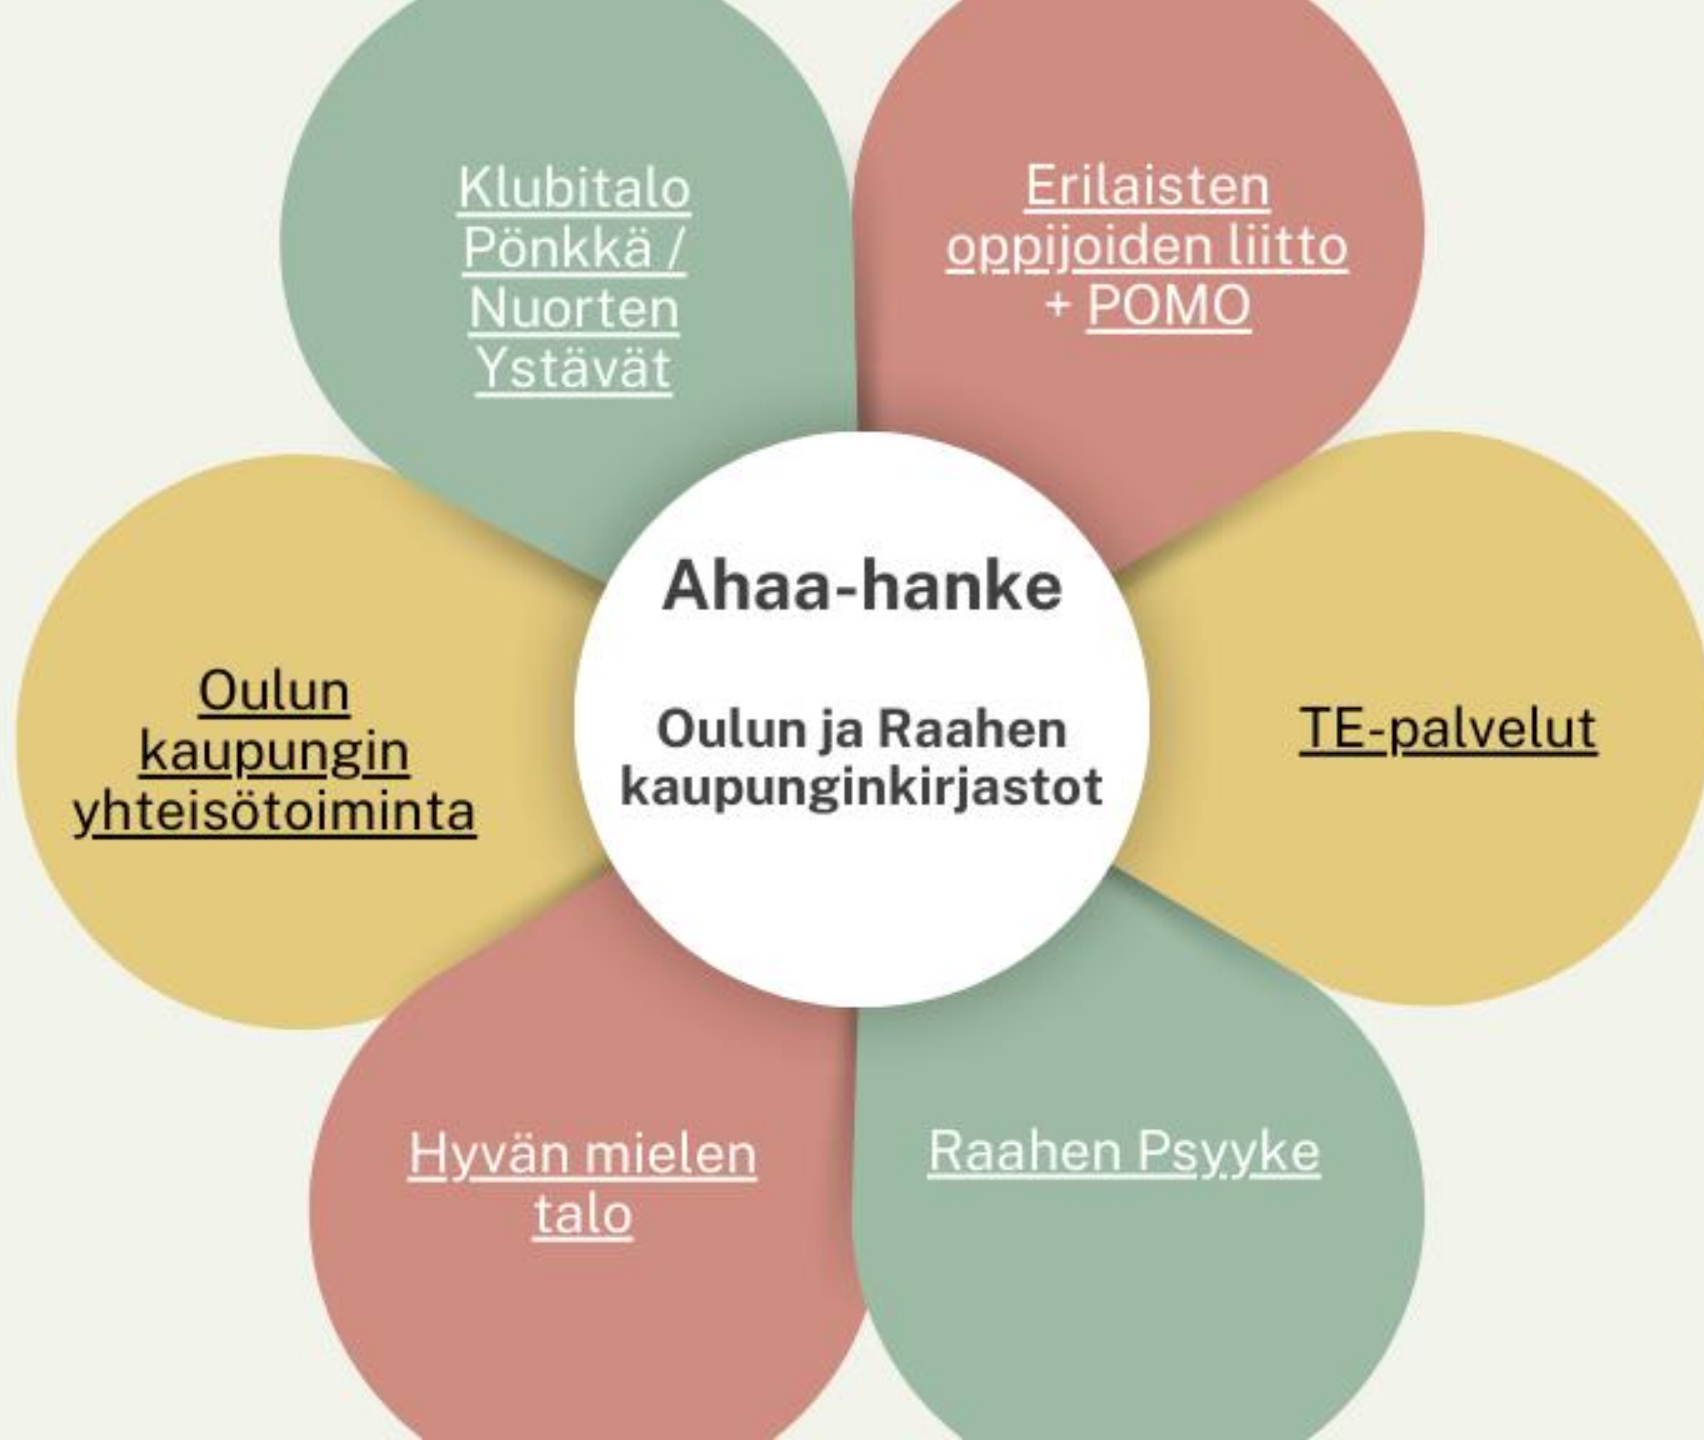 Klubitalo
Pönkkä /
Nuorten
Ystävät
Erilaisten
oppijoiden liitto
+ POMO
Ahaa-hanke
Oulun ja Raahen
kaupunginkirjastot
Oulun
kaupungin
yhteisötoiminta
TE-palvelut
Hyvän mielen
talo
Raahen Psyyke